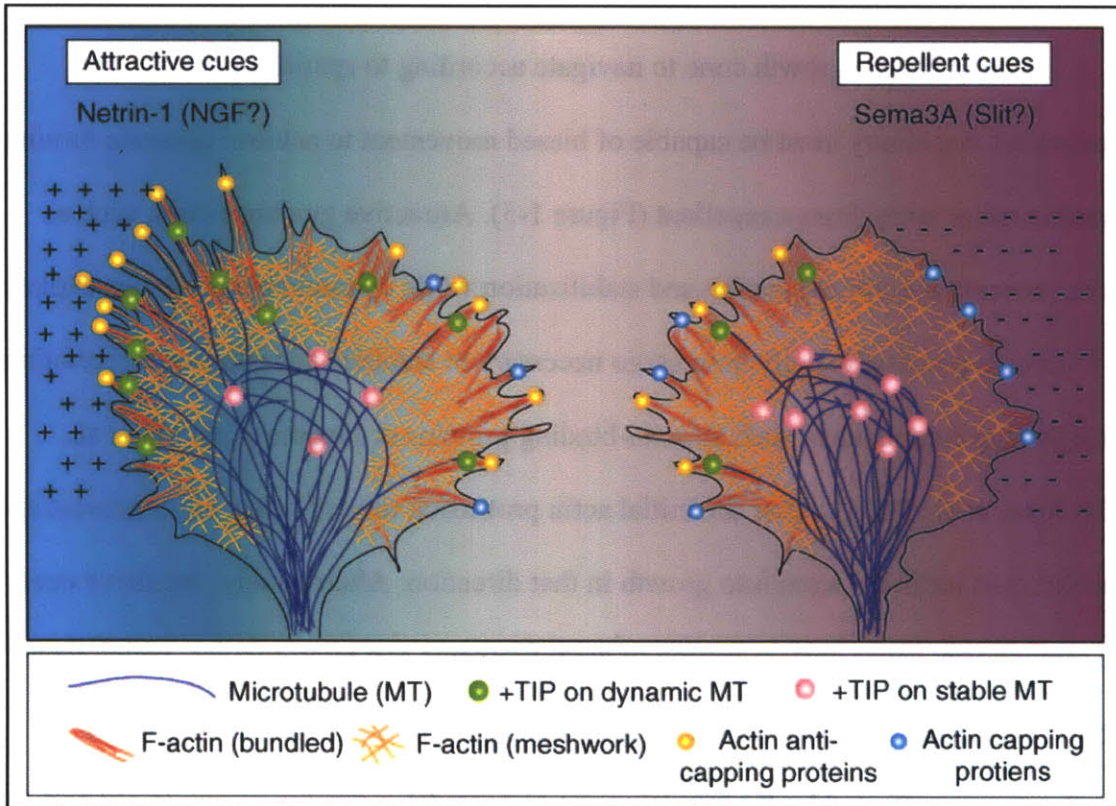 Attractive cues
Netrin-1 (NGF?)
Repellent cues
Sema3A (Slit?)
Microtubule (MT)
+TIP on dynamic MT
+TIP on stable MT
F-actin (bundled)
F-actin (meshwork)
Actin anti-
capping proteins
Actin capping
protiens